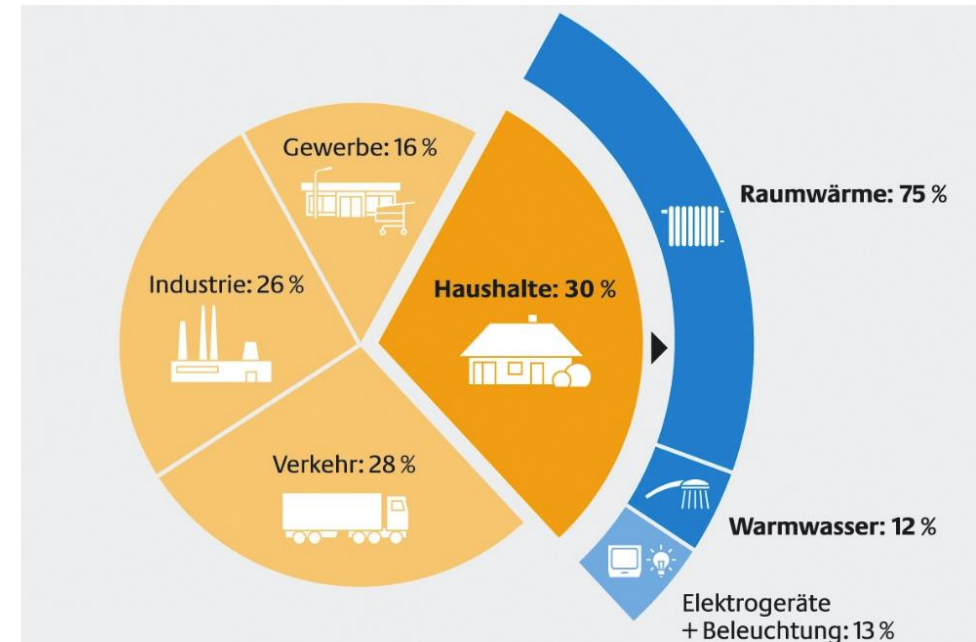 Gewerbe: 16 %
Raumwärme: 75 %
Industrie: 26 %
Haushalte: 30 %
Verkehr: 28 %
Warmwasser: 12 %
Elektrogeräte
+ Beleuchtung: 13 %